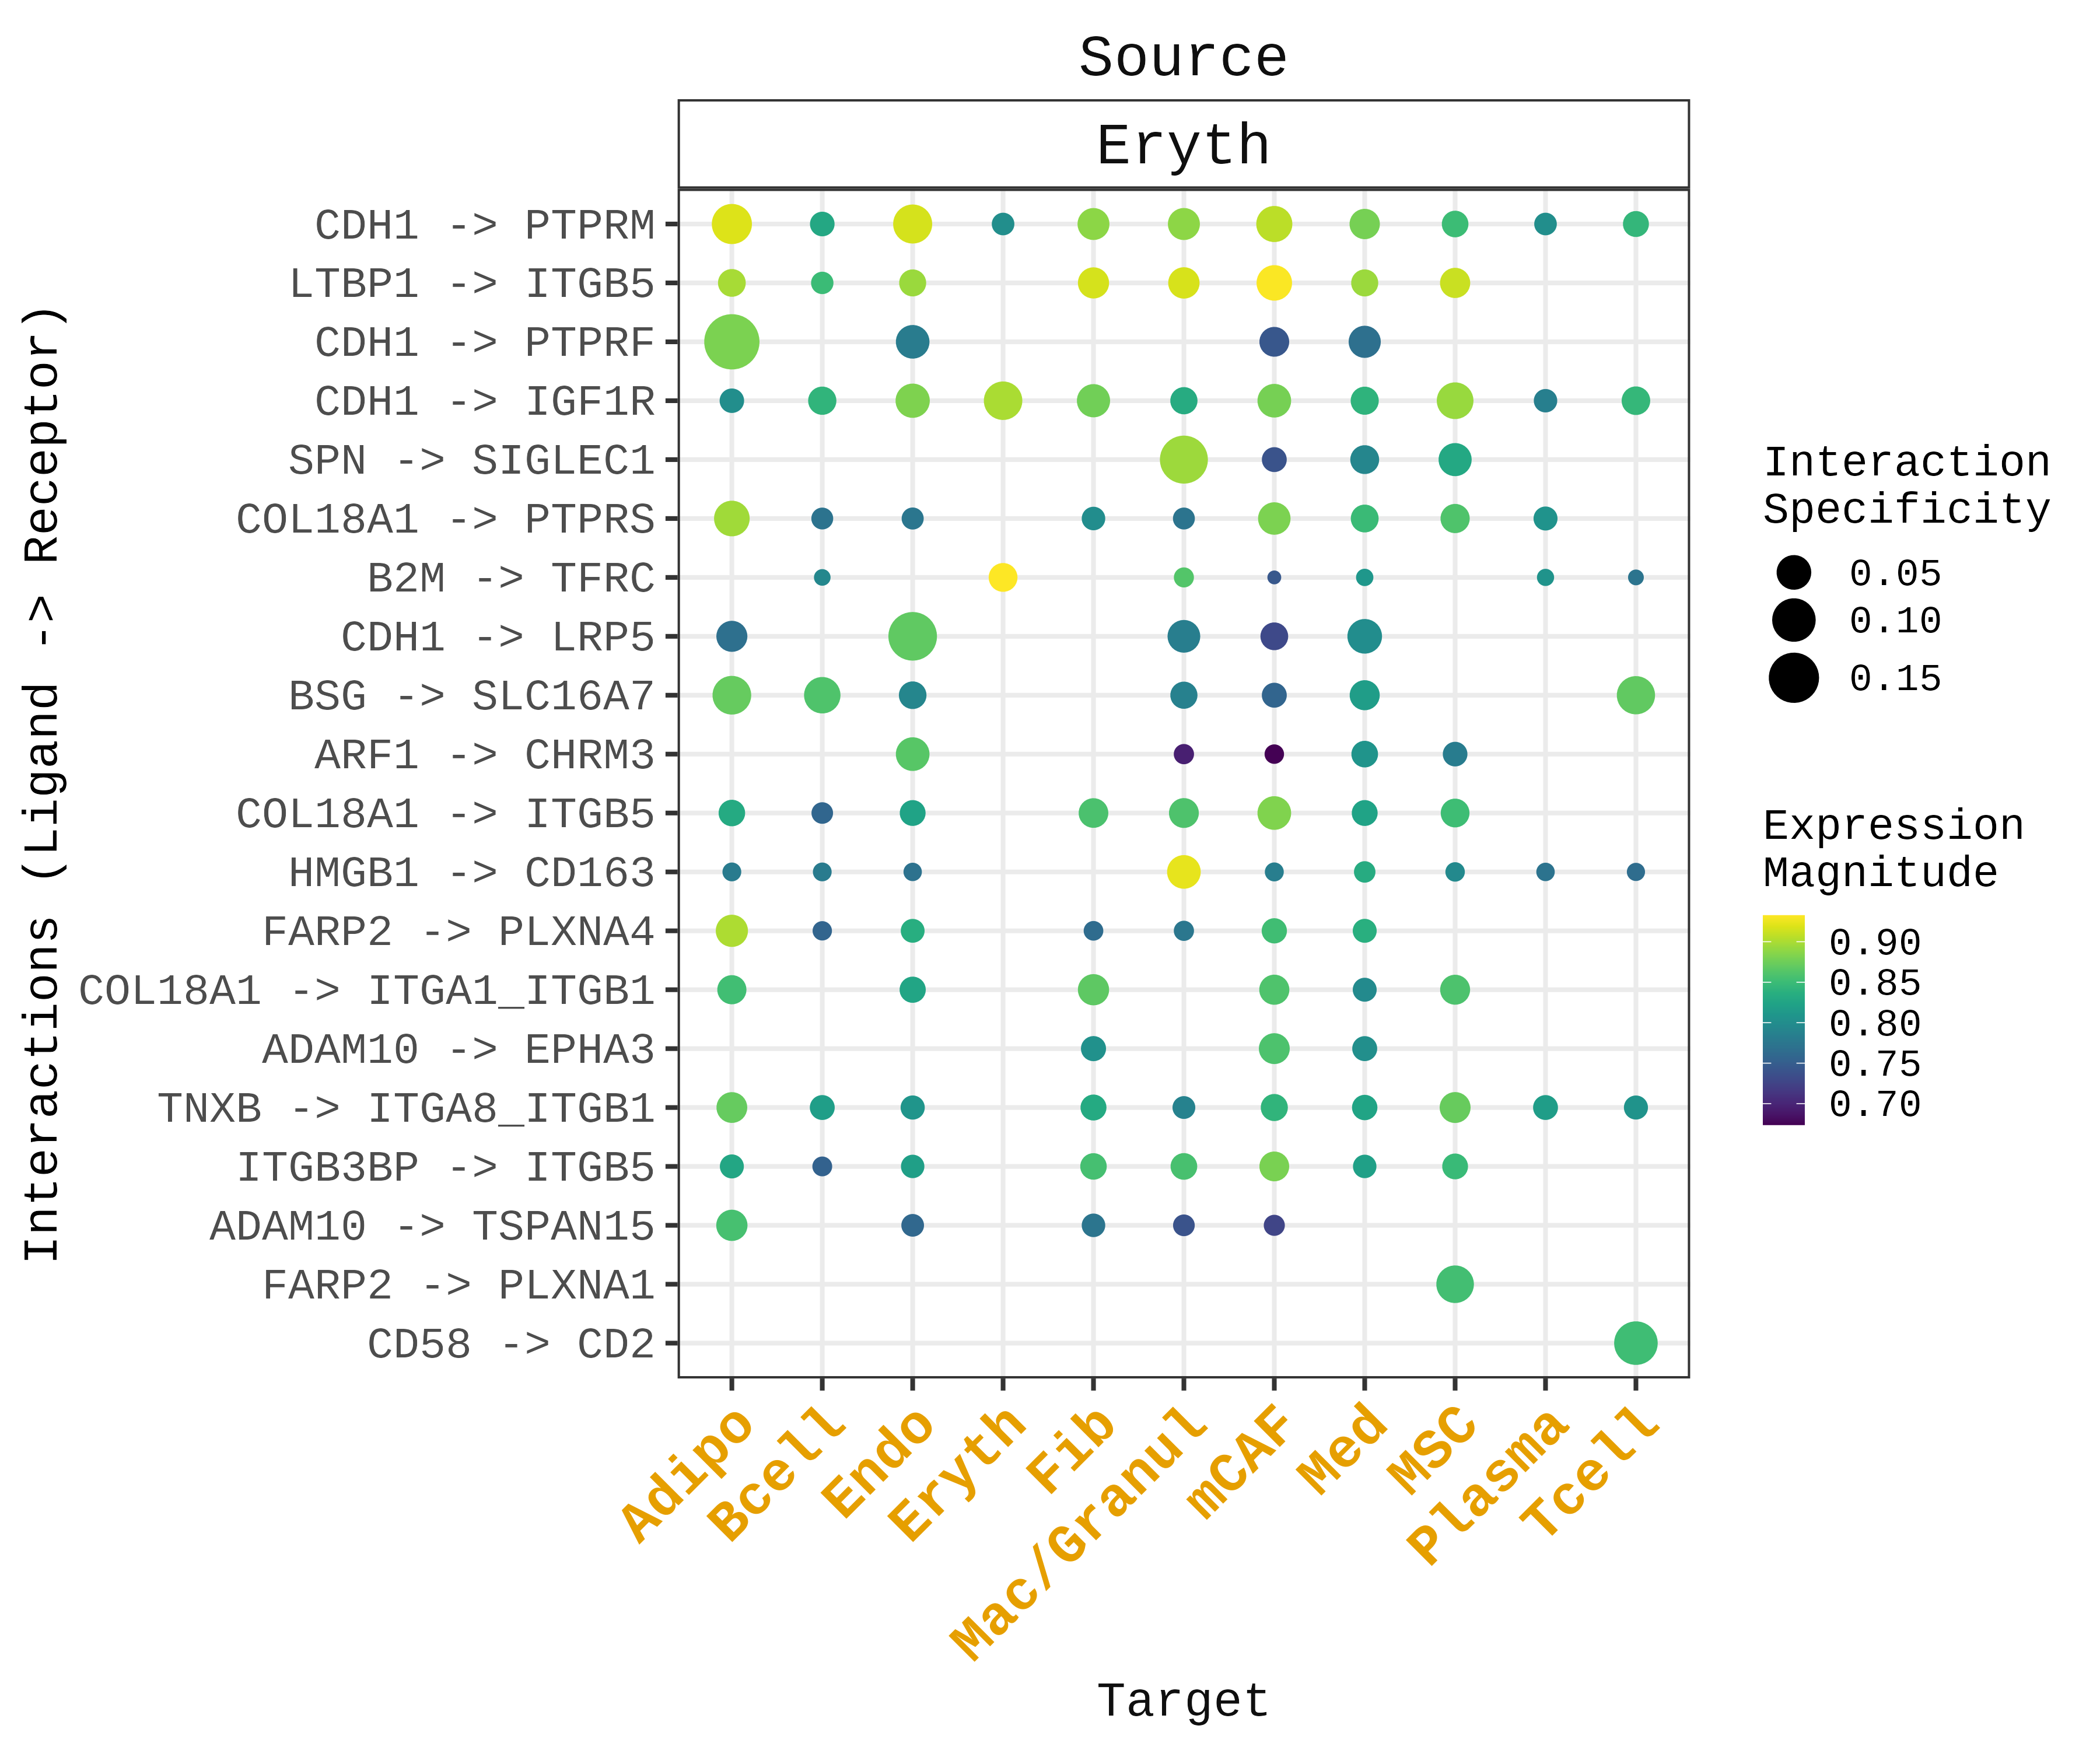 Source
Eryth
Interactions (Ligand -> Receptor)
CDH1 -> PTPRM
LTBP1 -> ITGB5
CDH1 -> PTPRF
CDH1 -> IGF1R
SPN -> SIGLEC1
COL18A1 -> PTPRS
B2M -> TFRC
CDH1 -> LRP5
BSG -> SLC16A7
ARF1 -> CHRM3
COL18A1 -> ITGB5
HMGB1 -> CD163
FARP2 -> PLXNA4
COL18A1 -> ITGA1_ITGB1
ADAM10 -> EPHA3
TNXB -> ITGA8_ITGB1
ITGB3BP -> ITGB5
ADAM10 -> TSPAN15
FARP2 -> PLXNA1
CD58 -> CD2
Adipo
Bcell
Endo
Eryth
Fib
Mac/Granul
mCAF
Med
MSC
Plasma
Tcell
Target
Interaction
Specificity
0.05
0.10
0.15
Expression
Magnitude
0.90
0.85
0.80
0.75
0.70